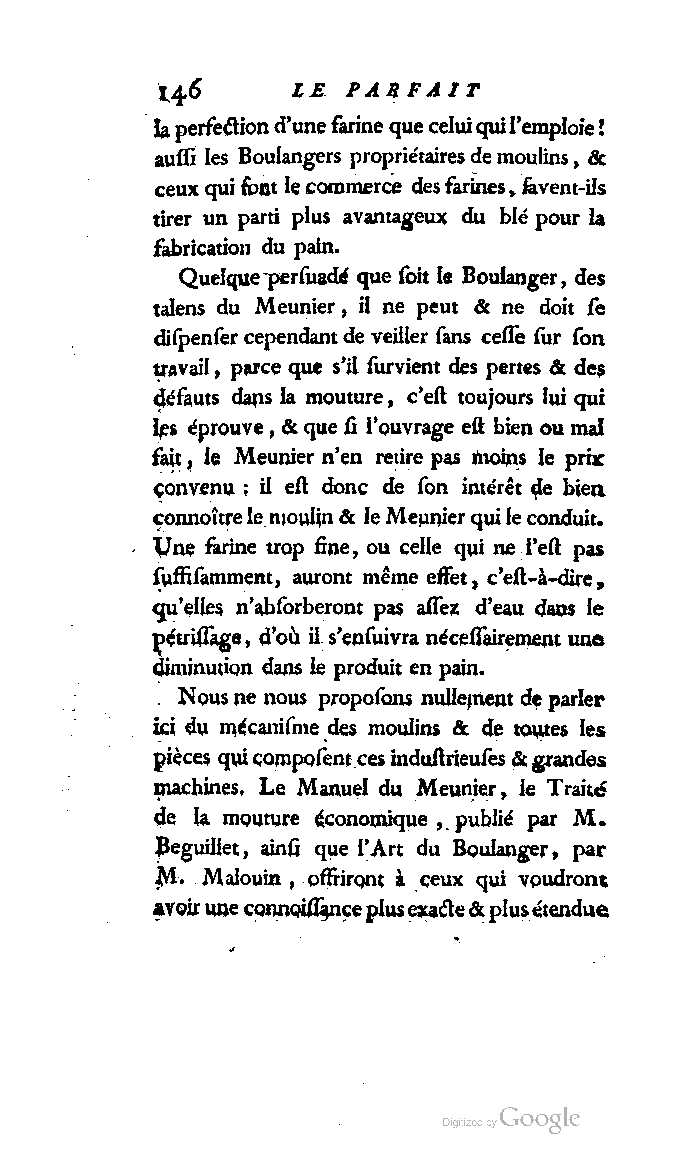 146 LE PARFAIT
la perfection d'une farine que celui qui l'emploie !
auſſi les Boulangers propriétaires de moulins, &
ceux qui font le commerce des farines, ſavent-ils
tirer un parti plus avantageux du blé pour la
fabrication du pain.
Quelque perſuadé que ſoit le Boulanger, des
talens du Meunier, il ne peut & ne doit ſe
diſpenſer cependant de veiller ſans ceſſe ſur ſon
travail, parce que s'il ſurvient des pertes & des
défauts dans la mouture, c'eſt toujours lui qui
les éprouve, & que ſi l'ouvrage eſt bien ou mal
fait, le Meunier n'en retire pas moins le prix
convenu ; il eſt donc de ſon intérêt de bien
connoître le moulin & le Meunier qui le conduit.
Une farine trop fine, ou celle qui ne l'eſt pas
ſuffiſamment, auront même effet, c'eſt-à-dire,
qu'elles n'abſorberont pas aſſez d'eau dans le
pétriſſage, d'où il s'enſuivra néceſſairement une
diminution dans le produit en pain.
Nous ne nous propoſons nullement de parler
ici du mécaniſme des moulins & de toutes les
pièces qui compoſent ces induſtrieuſes & grandes
machines. Le Manuel du Meunier, le Traité
de la mouture économique, publié par M.
Beguillet, ainſi que l'Art du Boulanger, par
M. Malouin, offriront à ceux qui voudront
avoir une connoiſſance plus exacte & plus étendue
Digitized by Google